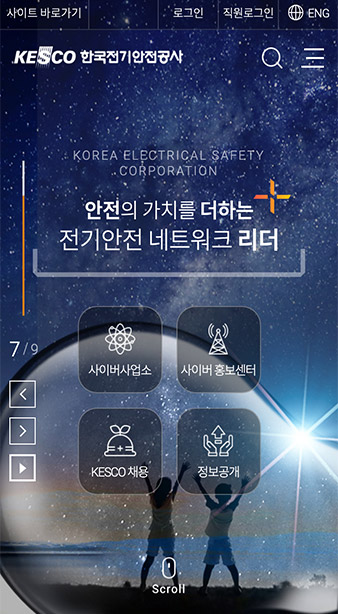 사이트 바로가기
로그인
직원로그인
ENG
KESCO 한국전기안전공사
KOREA ELECTRICAL SAFETY
CORPORATION
안전의 가치를 더하는
전기안전 네트워크 리더
7/9
사이버사업소
사이버 홍보센터
KESCO 채용
정보공개
Scroll